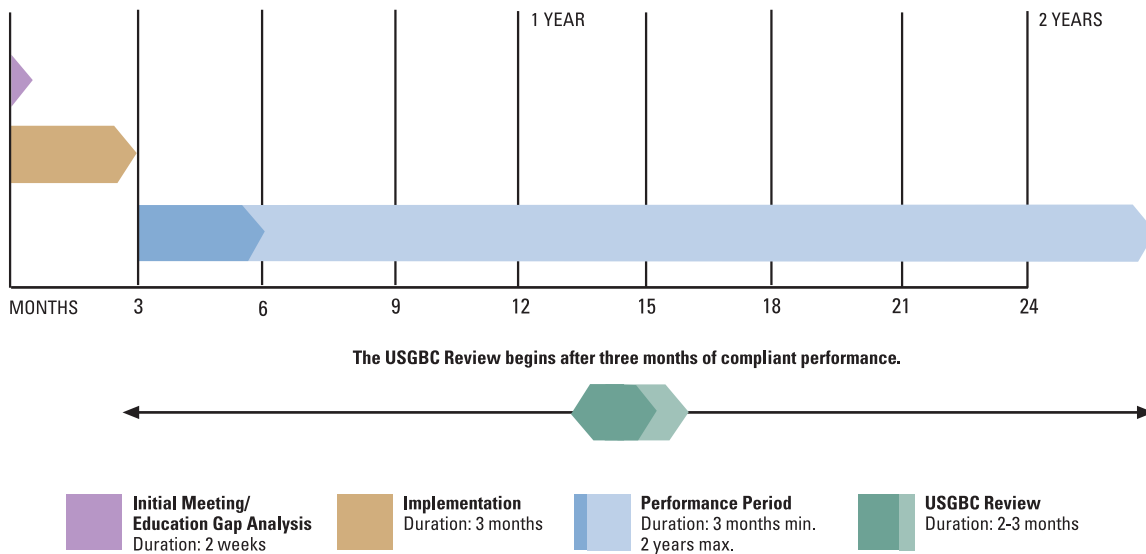 1 YEAR
2 YEARS
MONTHS 3 6 9 12 15 18 21 24
The USGBC Review begins after three months of compliant performance.
Initial Meeting/
Education Gap Analysis
Duration: 2 weeks
Implementation
Duration: 3 months
Performance Period
Duration: 3 months min.
2 years max.
USGBC Review
Duration: 2-3 months